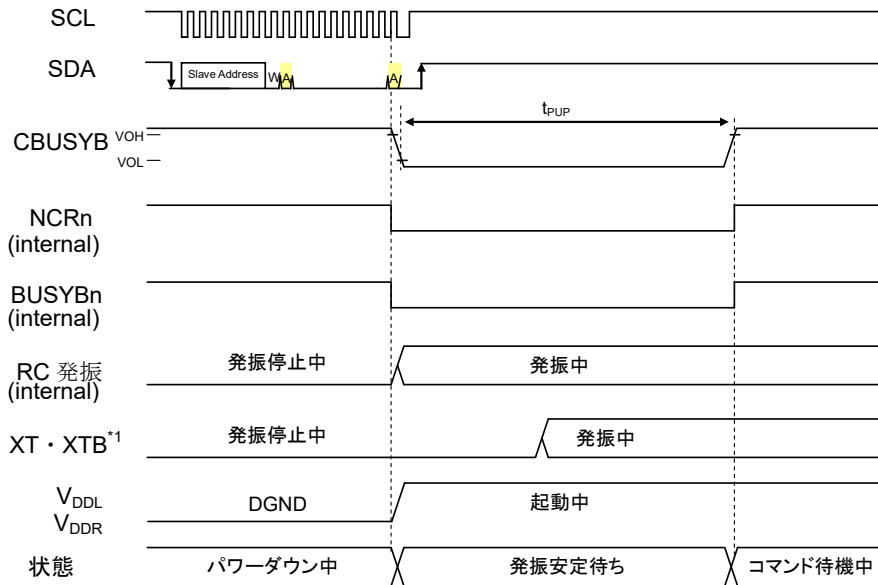 SCL
SDA
Slave Address W A A
tPUP
CBUSYB VOH
VOL
NCRn
(internal)
BUSYBn
(internal)
RC 発振
(internal)
発振停止中 発振中
XT・XTB*1 発振停止中 発振中
VDDL
VDDR
DGND 起動中
状態 パワーダウン中 発振安定待ち コマンド待機中